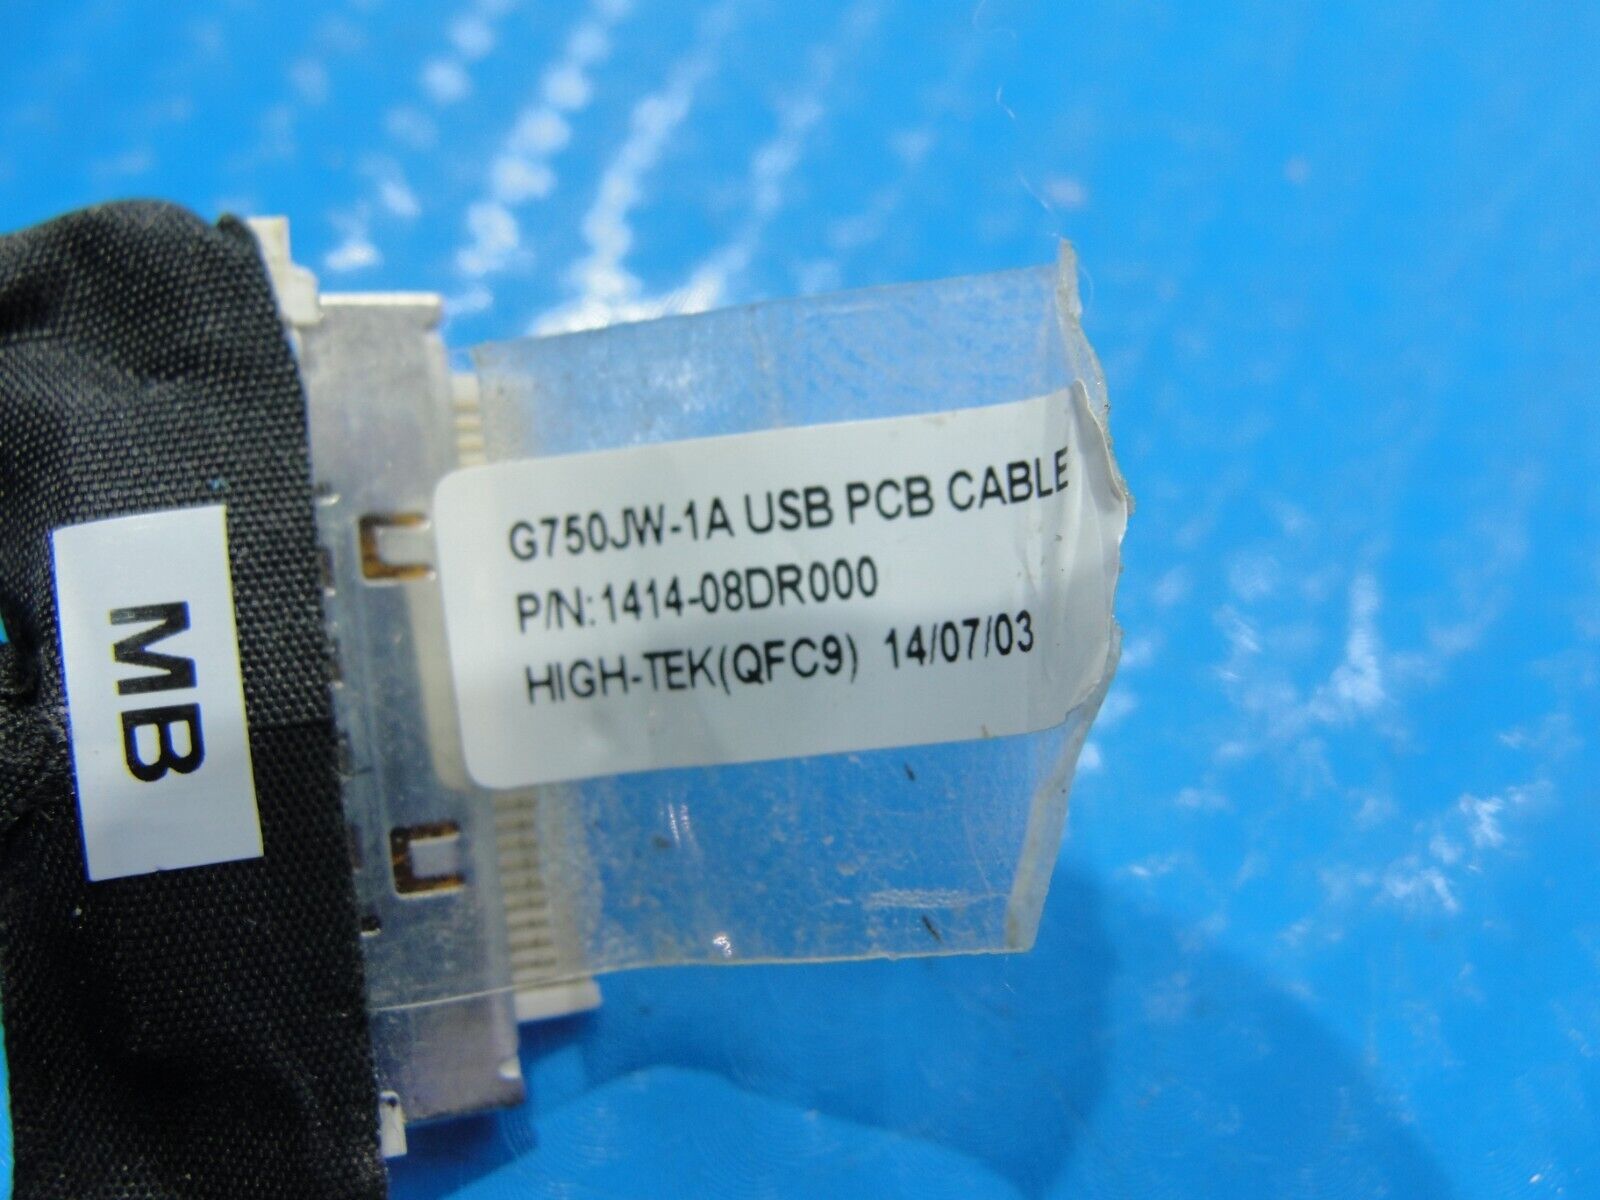 MB
G750JW-1A USB PCB CABLE
P/N:1414-08DR000
HIGH-TEK(QFC9) 14/07/03